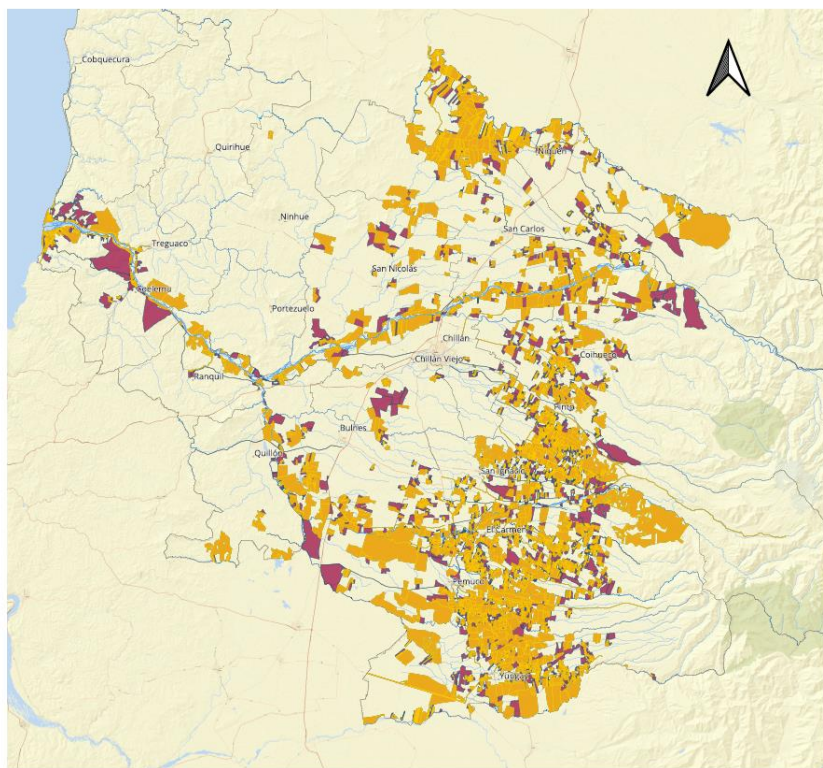 Cobquecura
Quirihue
Ñiquén
Ninhue
San Carlos
Treguaco
San Nicolás
Coelemu
Portezuelo
Chillán
Coihueco
Chillán Viejo
Ranquil
Pinto
Bulnes
Quillón
San Ignacio
El Carmen
Pemuco
Yungay